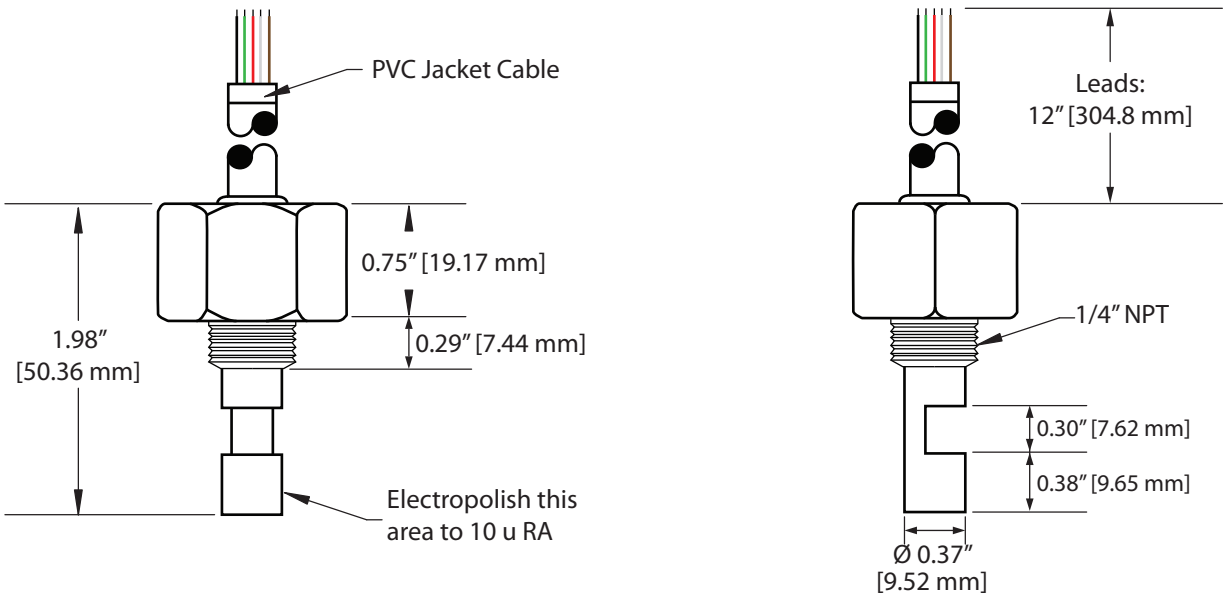 PVC Jacket Cable
0.75” [19.17 mm]
0.29” [7.44 mm]
1.98”
[50.36 mm]
Electropolish this
area to 10 u RA
Leads:
12” [304.8 mm]
1/4” NPT
0.30” [7.62 mm]
0.38” [9.65 mm]
Ø 0.37”
[9.52 mm]